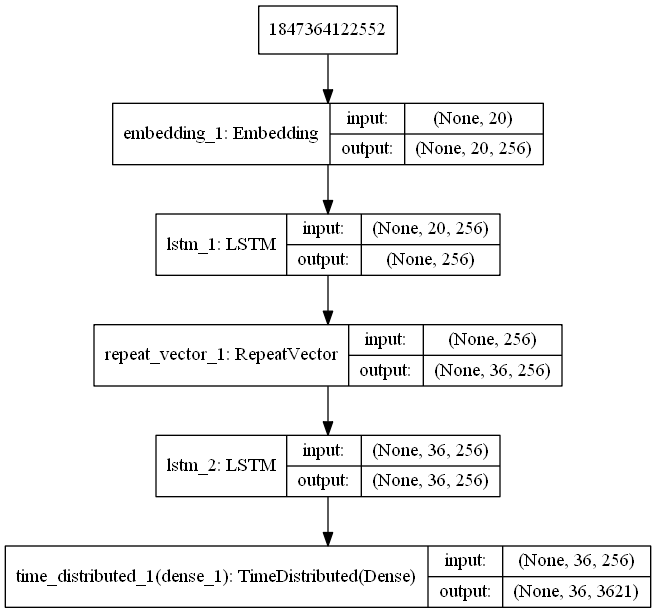 1847364122552
embedding_1: Embedding input: (None, 20)
output: (None, 20, 256)
lstm_1: LSTM input: (None, 20, 256)
output: (None, 256)
repeat_vector_1: RepeatVector input: (None, 256)
output: (None, 36, 256)
lstm_2: LSTM input: (None, 36, 256)
output: (None, 36, 256)
time_distributed_1(dense_1): TimeDistributed(Dense) input: (None, 36, 256)
output: (None, 36, 3621)